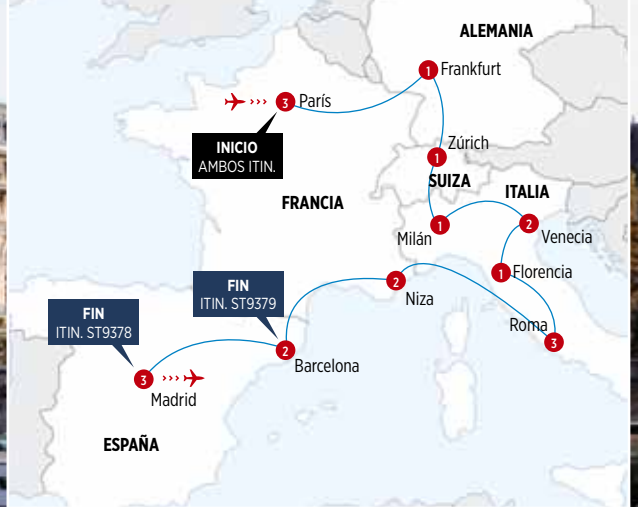 ALEMANIA
1 Frankfurt
3 París
INICIO
AMBOS ITIN.
Zúrich
1
SUIZA
ITALIA
FRANCIA
1
Milán
2
Venecia
1 Florencia
2
Niza
FIN
ITIN. ST9379
FIN
ITIN. ST9378
Roma
3
2
Barcelona
3
Madrid
ESPAÑA